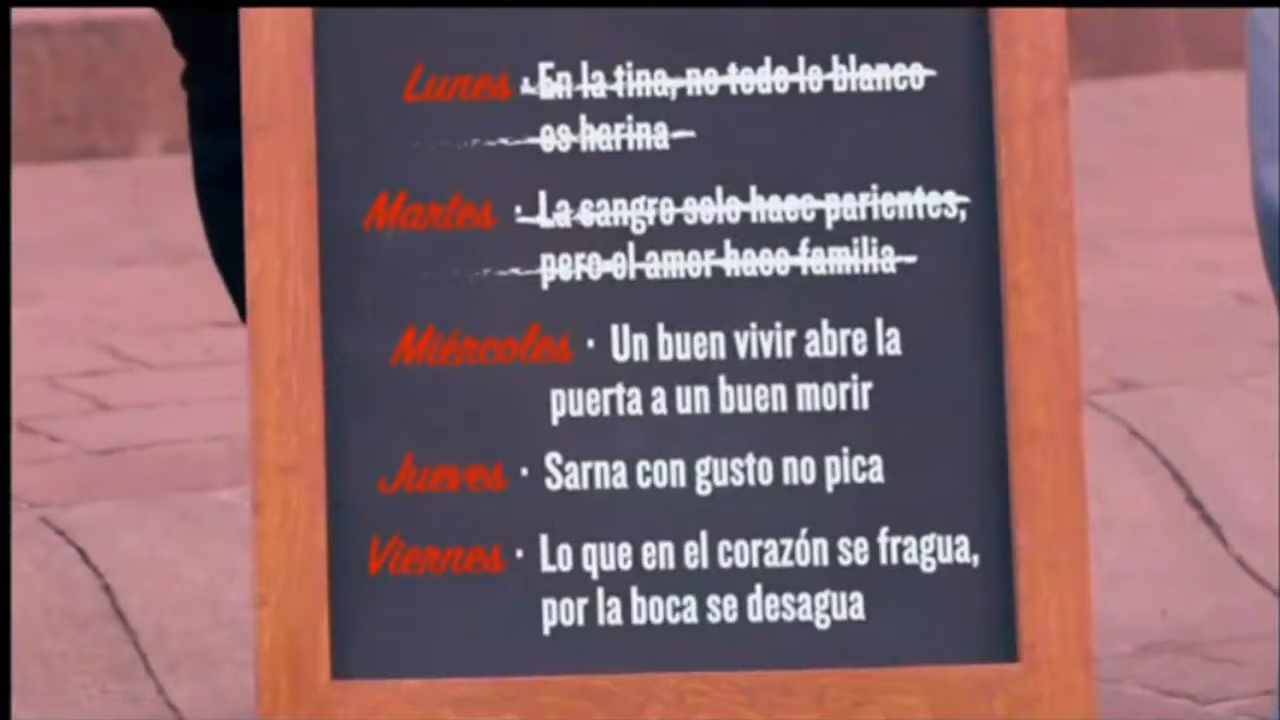 Lunes · En la tina, no todo lo blanco
es harina
Martes · La sangre solo hace parientes,
pero el amor hace familia
Miércoles · Un buen vivir abre la
puerta a un buen morir
Jueves · Sarna con gusto no pica
Viernes · Lo que en el corazón se fragua,
por la boca se desagua